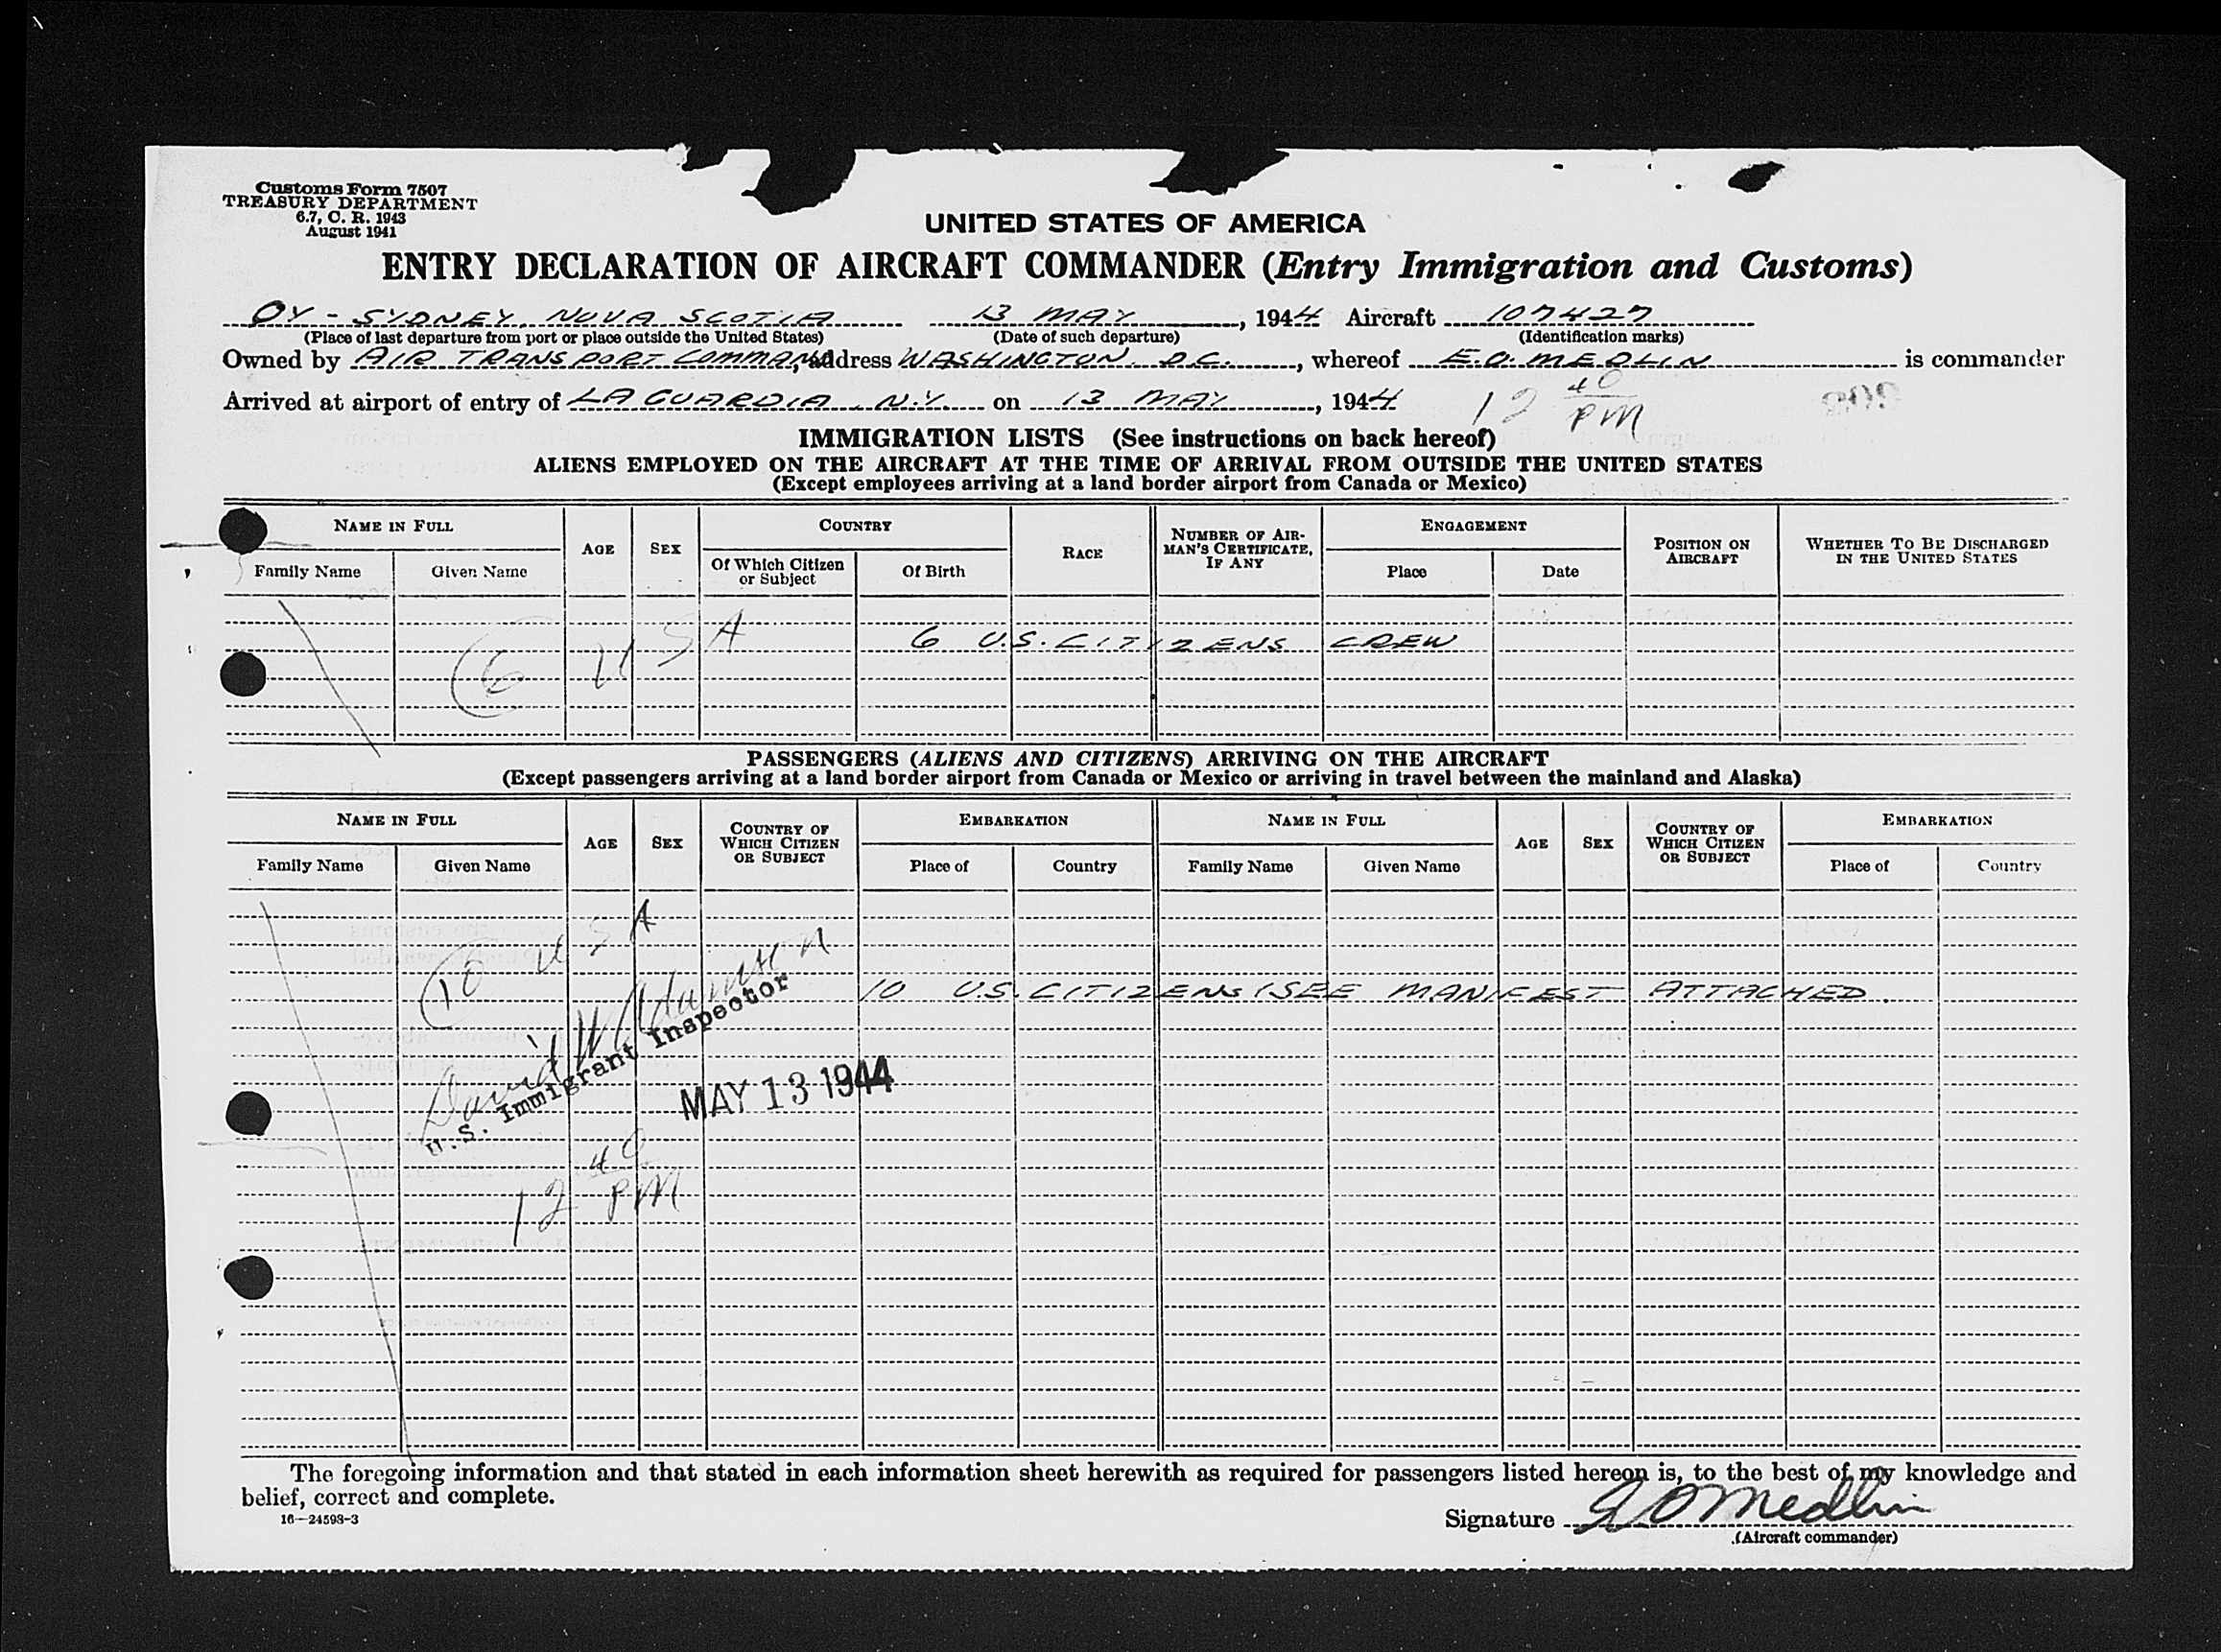 Customs Form 7507
TREASURY DEPARTMENT
6.7, C. R. 1943
August 1941
UNITED STATES OF AMERICA
ENTRY DECLARATION OF AIRCRAFT COMMANDER (Entry Immigration and Customs)
OY - SYDNEY, NOVA SCOTIA 13 MAY, 1944 Aircraft 107427
(Place of last departure from port or place outside the United States) (Date of such departure) (Identification marks)
Owned by AIR TRANSPORT COMMAND, Address WASHINGTON, D.C., whereof E.O. MEDLIN is commander
Arrived at airport of entry of LA GUARDIA, N.Y. on 13 MAY, 1944 12 40 PM
IMMIGRATION LISTS (See instructions on back hereof)
ALIENS EMPLOYED ON THE AIRCRAFT AT THE TIME OF ARRIVAL FROM OUTSIDE THE UNITED STATES
(Except employees arriving at a land border airport from Canada or Mexico)
NAME IN FULL AGE SEX COUNTRY RACE NUMBER OF AIRMAN'S CERTIFICATE, IF ANY ENGAGEMENT POSITION ON AIRCRAFT WHETHER TO BE DISCHARGED IN THE UNITED STATES
Family Name Given Name Of Which Citizen or Subject Of Birth Place Date
6 USA 6 U.S. CITIZENS CREW
PASSENGERS (ALIENS AND CITIZENS) ARRIVING ON THE AIRCRAFT
(Except passengers arriving at a land border airport from Canada or Mexico or arriving in travel between the mainland and Alaska)
NAME IN FULL AGE SEX COUNTRY OF WHICH CITIZEN OR SUBJECT EMBARKATION NAME IN FULL AGE SEX COUNTRY OF WHICH CITIZEN OR SUBJECT EMBARKATION
Family Name Given Name Place of Country Family Name Given Name Place of Country
10 USA
10 U.S. CITIZENS (SEE MANIFEST ATTACHED.
David W Adamson
U.S. Immigrant Inspector
MAY 13 1944
12 40 PM
The foregoing information and that stated in each information sheet herewith as required for passengers listed hereon is, to the best of my knowledge and
belief, correct and complete.
16—24598-3
Signature E O Medlin
(Aircraft commander)